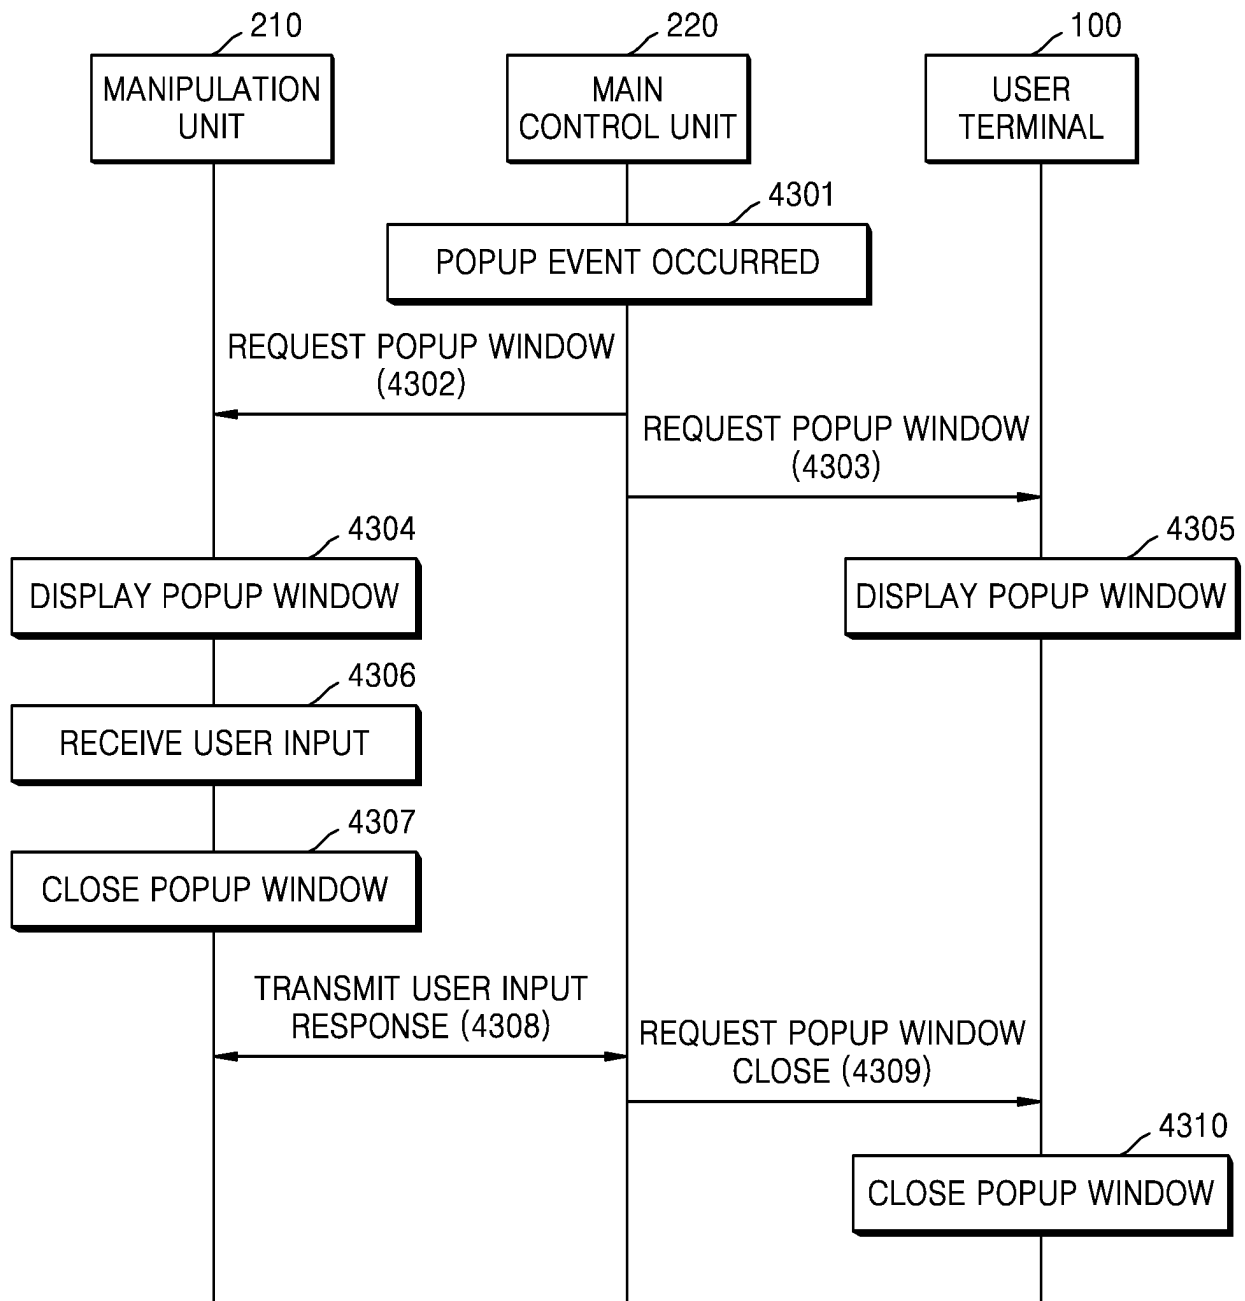 210
220
100
MANIPULATION
UNIT
MAIN
CONTROL UNIT
USER
TERMINAL
4301
POPUP EVENT OCCURRED
REQUEST POPUP WINDOW
(4302)
REQUEST POPUP WINDOW
(4303)
4304
DISPLAY POPUP WINDOW
4305
DISPLAY POPUP WINDOW
4306
RECEIVE USER INPUT
4307
CLOSE POPUP WINDOW
TRANSMIT USER INPUT
RESPONSE (4308)
REQUEST POPUP WINDOW
CLOSE (4309)
4310
CLOSE POPUP WINDOW